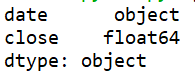 date      object
close    float64
dtype: object